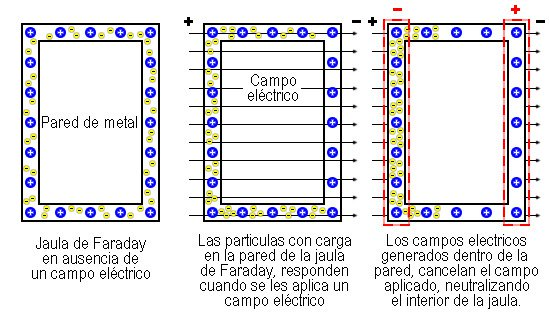 Pared de metal
Jaula de Faraday
en ausencia de
un campo eléctrico
+ -
Campo
eléctrico
Las particulas con carga
en la pared de la jaula
de Faraday, responden
cuando se les aplica un
campo eléctrico
+ - + -
Los campos electricos
generados dentro de la
pared, cancelan el campo
aplicado, neutralizando
el interior de la jaula.